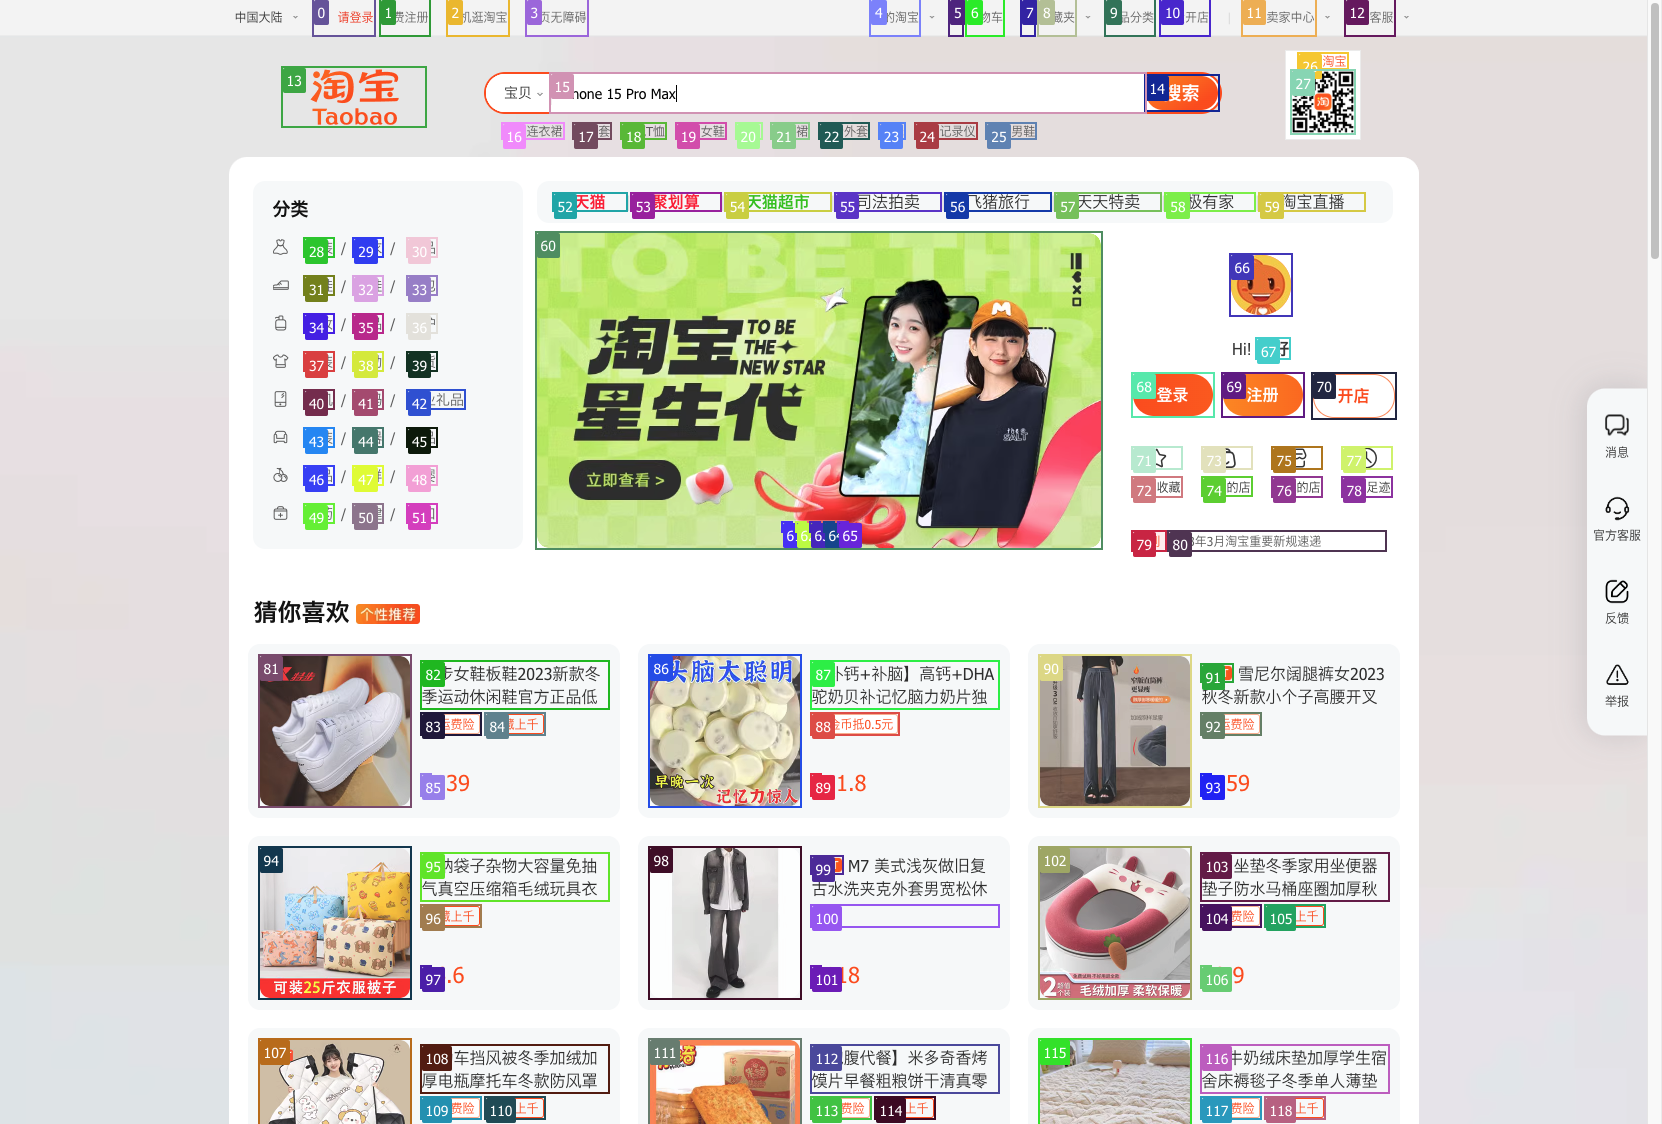 中国大陆
0
请登录
1
费注册
2
机逛淘宝
3
页无障碍
4
的淘宝
5
6
物车
7
8
藏夹
9
品分类
10
开店
11
卖家中心
12
客服
13
淘宝
Taobao
宝贝
15
hone 15 Pro Max
14
搜索
16
连衣裙
17
套
18
T恤
19
女鞋
20
21
裙
22
外套
23
24
记录仪
25
男鞋
26
淘宝
27
淘
分类
28
/
29
/
30
31
/
32
/
33
34
/
35
/
36
37
/
38
/
39
40
/
41
/
42
礼品
43
/
44
/
45
46
/
47
/
48
49
/
50
/
51
52
天猫
53
聚划算
54
天猫超市
55
司法拍卖
56
飞猪旅行
57
天天特卖
58
极有家
59
淘宝直播
60
TO BE THE
淘宝
TO BE
THE
NEW STAR
星生代
立即查看 >
65
66
Hi!
67
好
68
登录
69
注册
70
开店
71
73
75
77
72
收藏
74
的店
76
的店
78
足迹
79
80
年3月淘宝重要新规速递
消息
官方客服
反馈
举报
猜你喜欢
个性推荐
81
82
步女鞋板鞋2023新款冬
季运动休闲鞋官方正品低
83
运费险
84
藏上千
85
39
86
头脑太聪明
早晚一次
记忆力惊人
87
补钙+补脑】高钙+DHA
驼奶贝补记忆脑力奶片独
88
金币抵0.5元
89
1.8
90
91
雪尼尔阔腿裤女2023
秋冬新款小个子高腰开叉
92
运费险
93
59
94
可装25斤衣服被子
95
纳袋子杂物大容量免抽
气真空压缩箱毛绒玩具衣
96
藏上千
97
.6
98
99
M7 美式浅灰做旧复
古水洗夹克外套男宽松休
100
101
18
102
2
毛绒加厚 柔软保暖
103
坐垫冬季家用坐便器
垫子防水马桶座圈加厚秋
104
费险
105
上千
106
9
107
108
车挡风被冬季加绒加
厚电瓶摩托车冬款防风罩
109
费险
110
上千
111
112
腹代餐】米多奇香烤
馍片早餐粗粮饼干清真零
113
费险
114
上千
115
116
牛奶绒床垫加厚学生宿
舍床褥毯子冬季单人薄垫
117
费险
118
上千